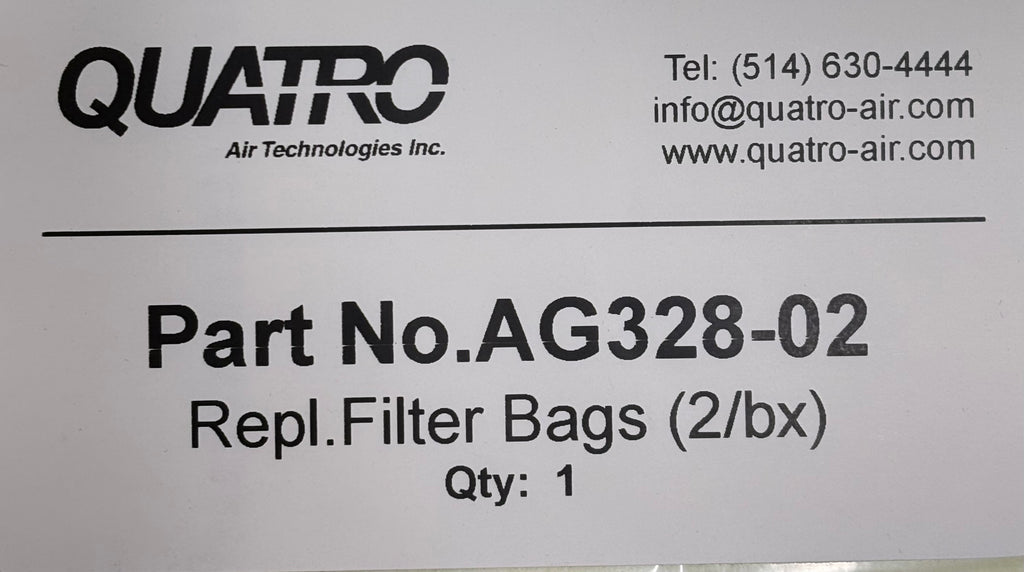 QUATRO
Air Technologies Inc.
Tel: (514) 630-4444
info@quatro-air.com
www.quatro-air.com
Part No.AG328-02
Repl.Filter Bags (2/bx)
Qty: 1